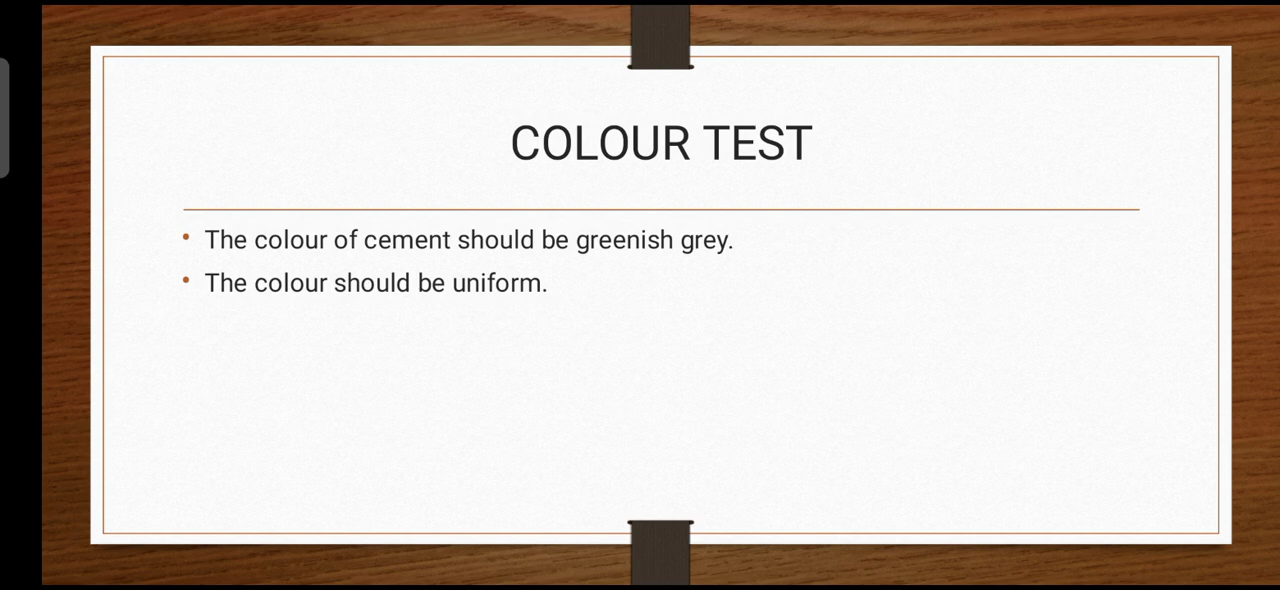 COLOUR TEST
• The colour of cement should be greenish grey.
• The colour should be uniform.